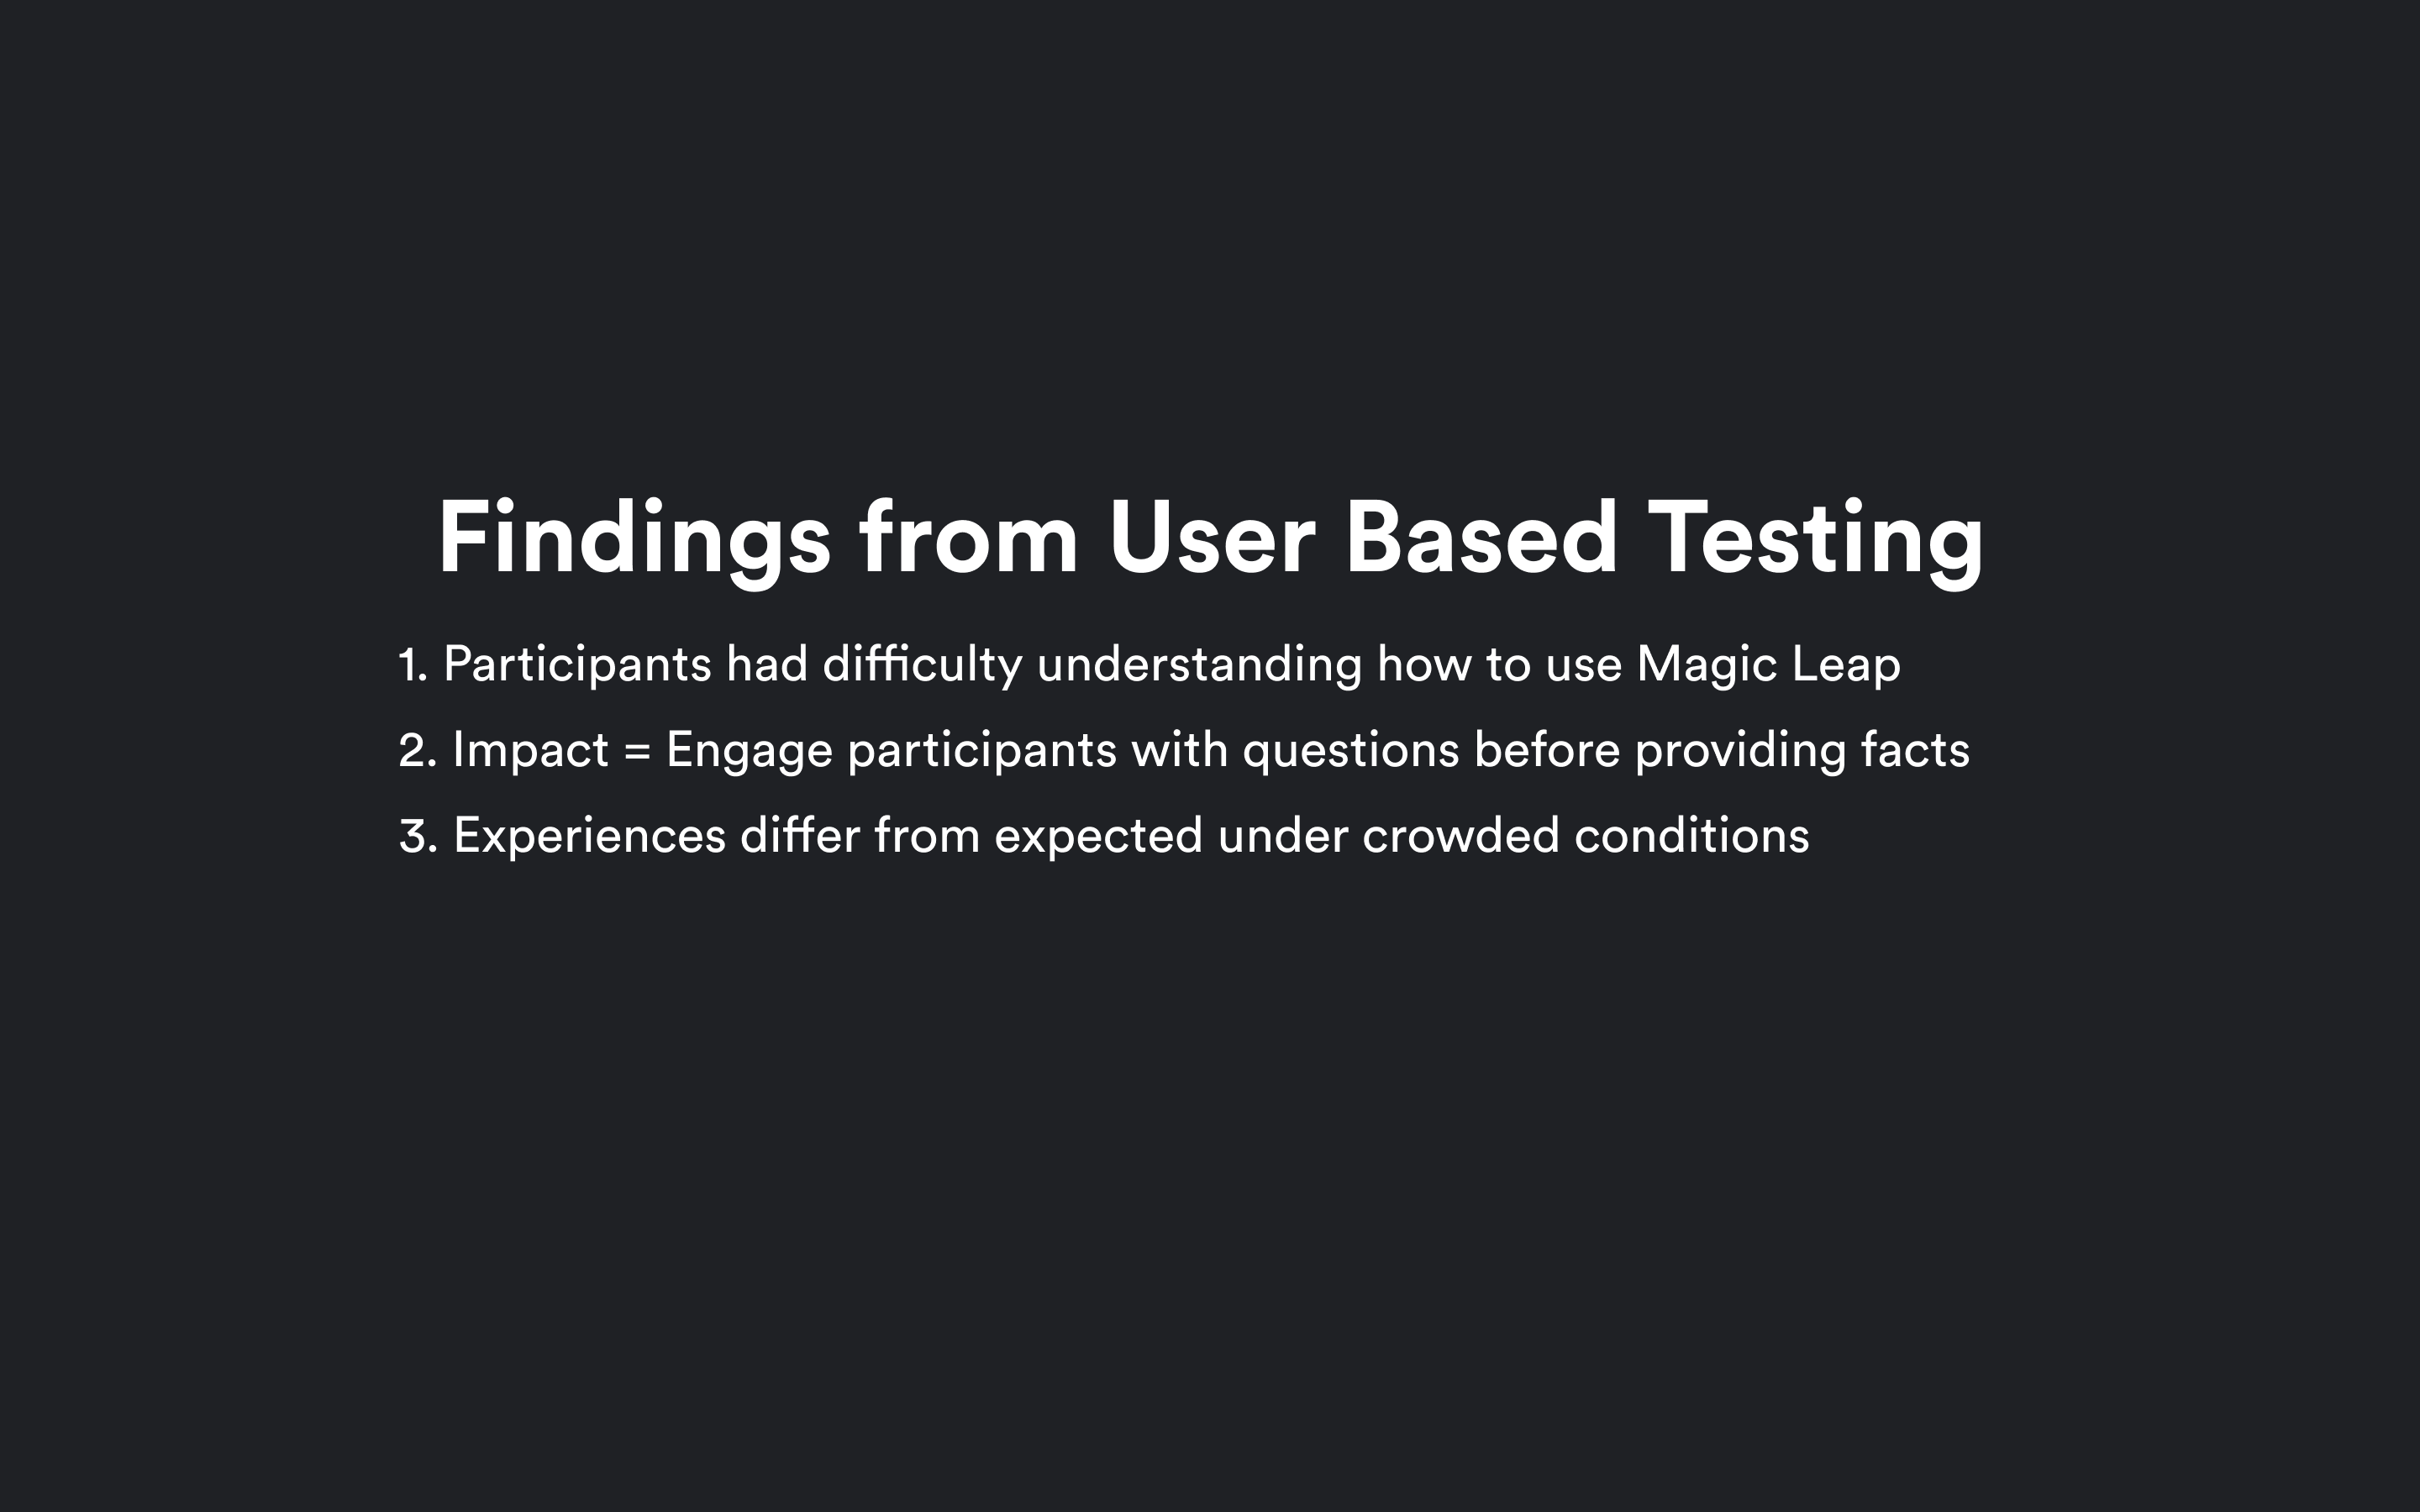 Findings from User Based Testing
1. Participants had difficulty understanding how to use Magic Leap
2. Impact = Engage participants with questions before providing facts
3. Experiences differ from expected under crowded conditions